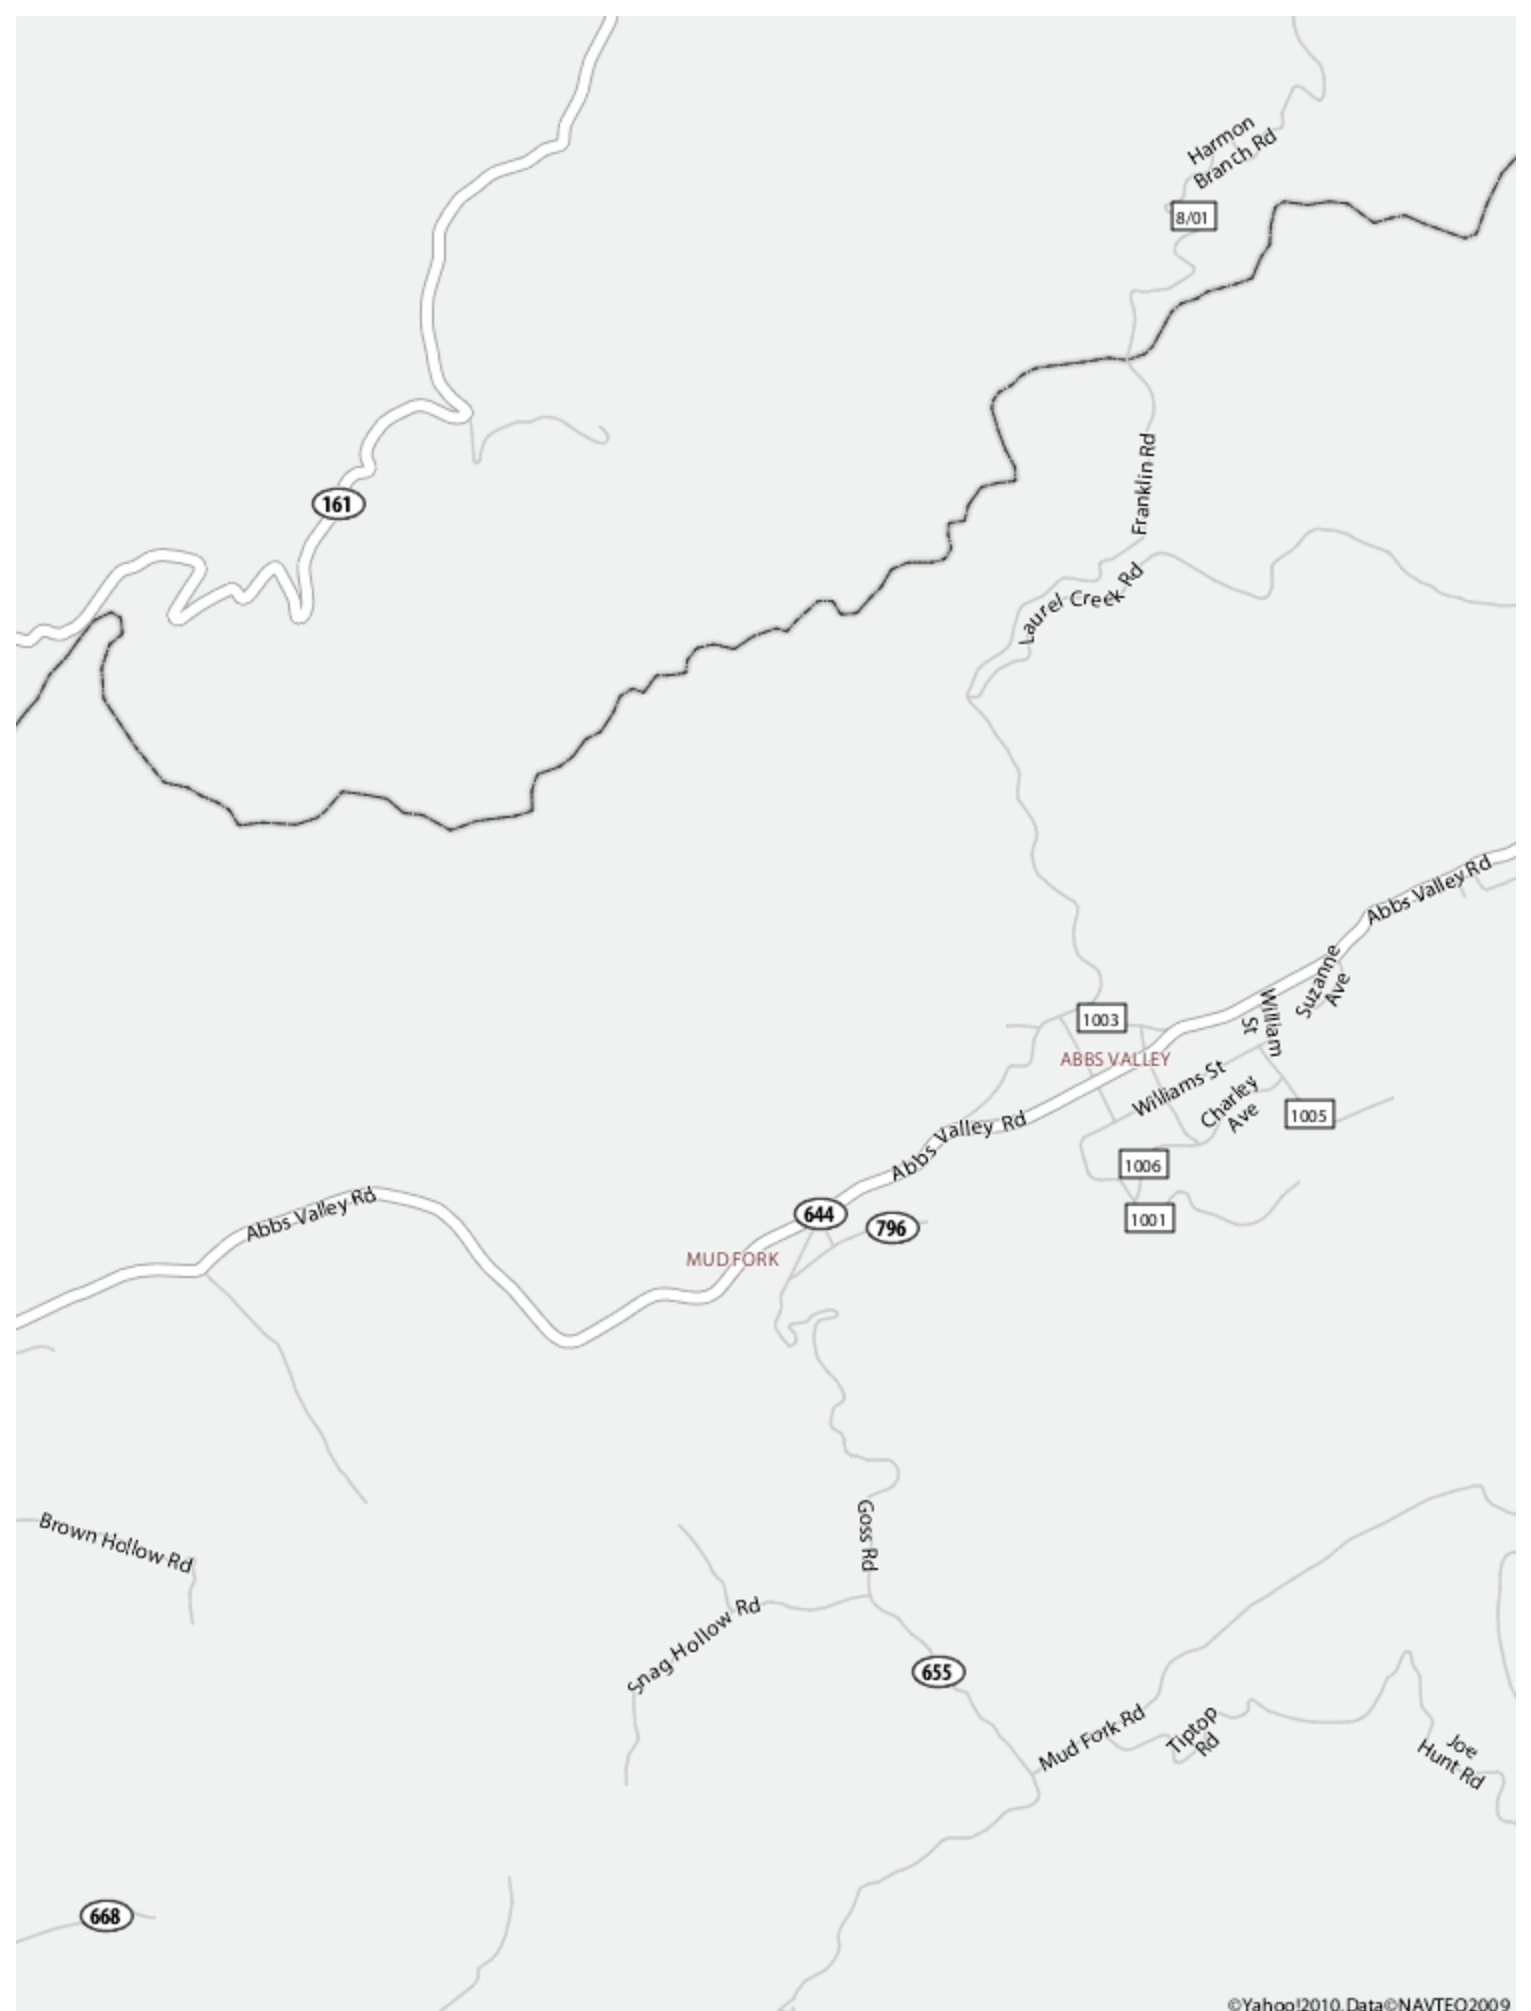 Harmon
Branch Rd
8/01
Franklin Rd
161
Laurel Creek Rd
Abbs Valley Rd
Suzanne
Ave
William
St
1003
ABBS VALLEY
Williams St
Charley
Ave
1005
Abbs Valley Rd
1006
Abbs Valley Rd
644
796
1001
MUD FORK
Goss Rd
Brown Hollow Rd
Snag Hollow Rd
655
Mud Fork Rd
Tiptop
Rd
Joe
Hunt Rd
668
©Yahoo!2010, Data©NAVTEQ2009